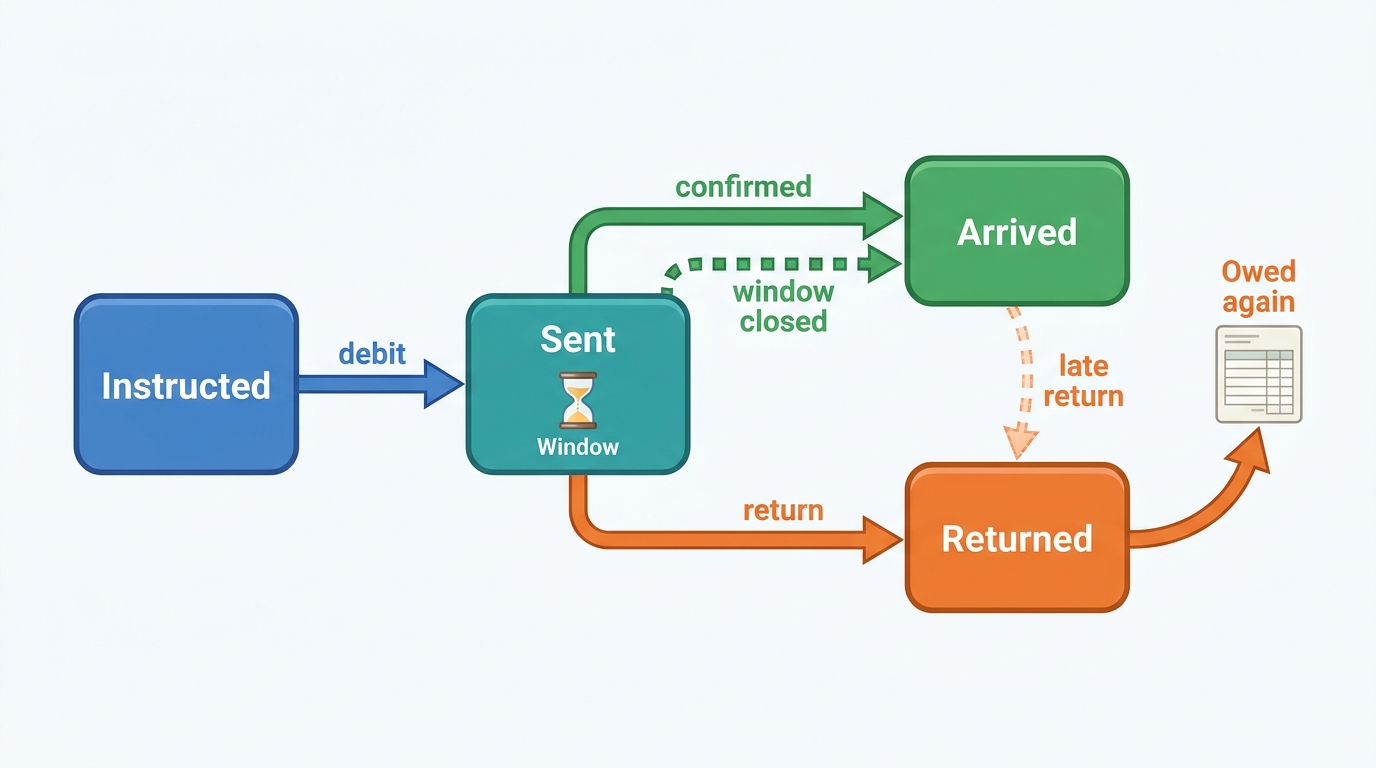 Instructed
debit
Sent
Window
confirmed
window
closed
Arrived
late
return
return
Returned
Owed
again